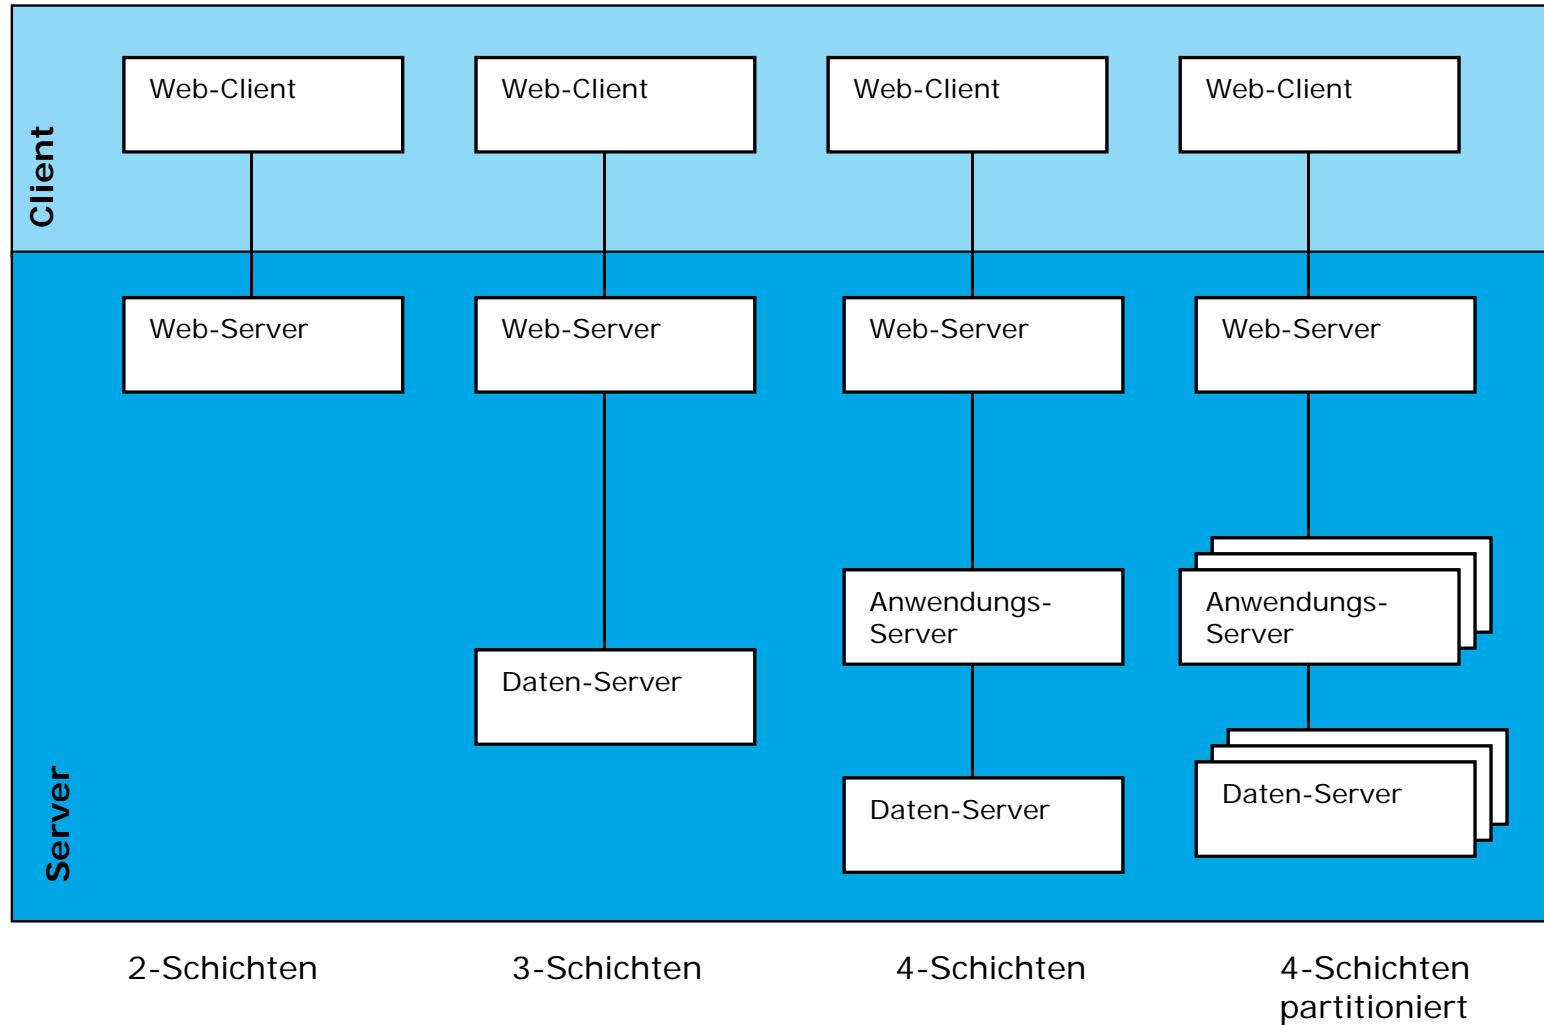 Client
Web-Client
Web-Client
Web-Client
Web-Client
Server
Web-Server
Web-Server
Web-Server
Web-Server
Anwendungs-
Server
Anwendungs-
Server
Daten-Server
Daten-Server
Daten-Server
2-Schichten
3-Schichten
4-Schichten
4-Schichten
partitioniert